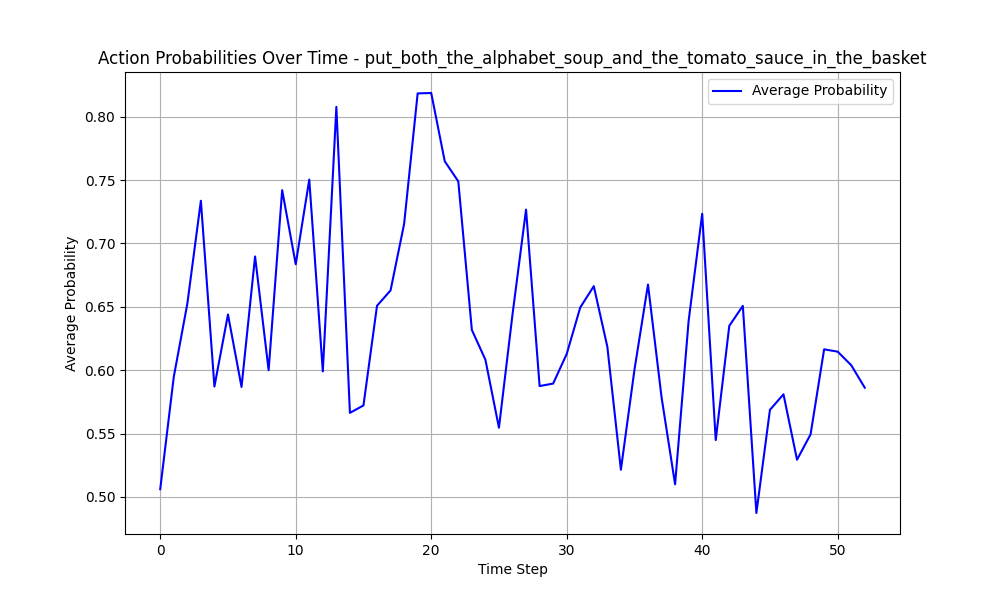 Action Probabilities Over Time - put_both_the_alphabet_soup_and_the_tomato_sauce_in_the_basket
Average Probability
0.80
0.75
0.70
0.65
0.60
0.55
0.50
Average Probability
0 10 20 30 40 50
Time Step